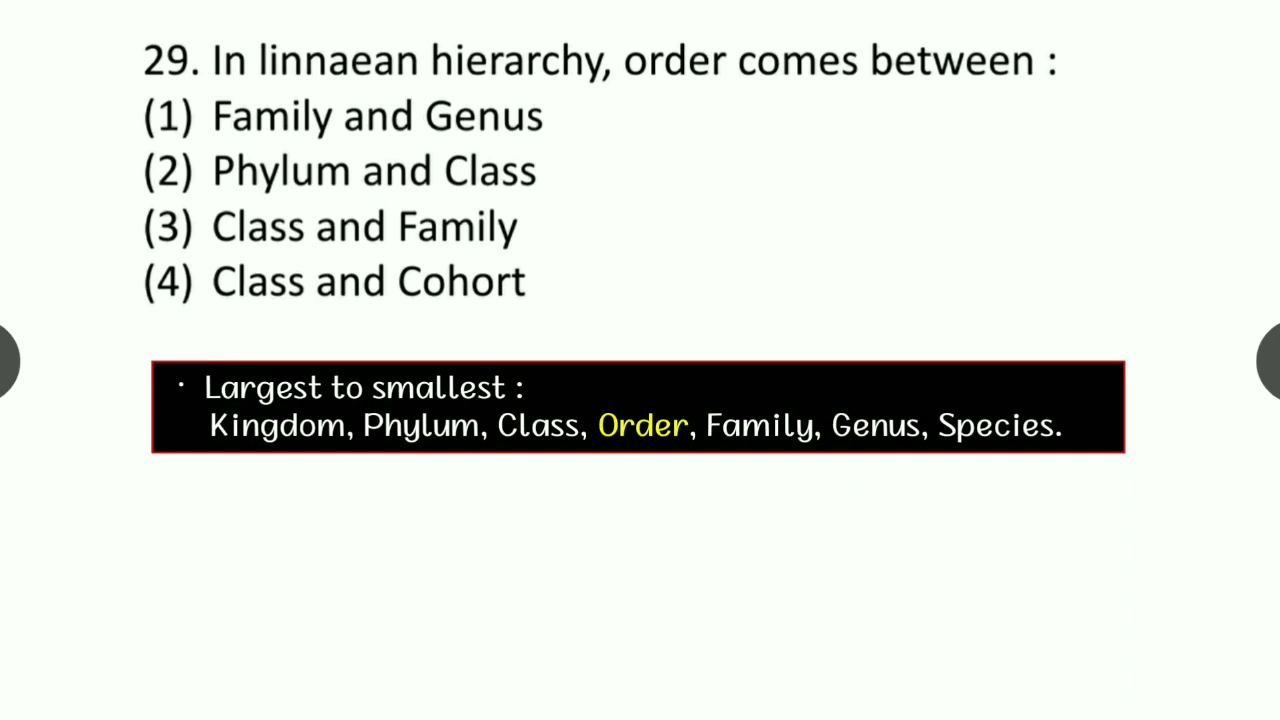 29. In linnaean hierarchy, order comes between :
(1) Family and Genus
(2) Phylum and Class
(3) Class and Family
(4) Class and Cohort
· Largest to smallest :
Kingdom, Phylum, Class, Order, Family, Genus, Species.